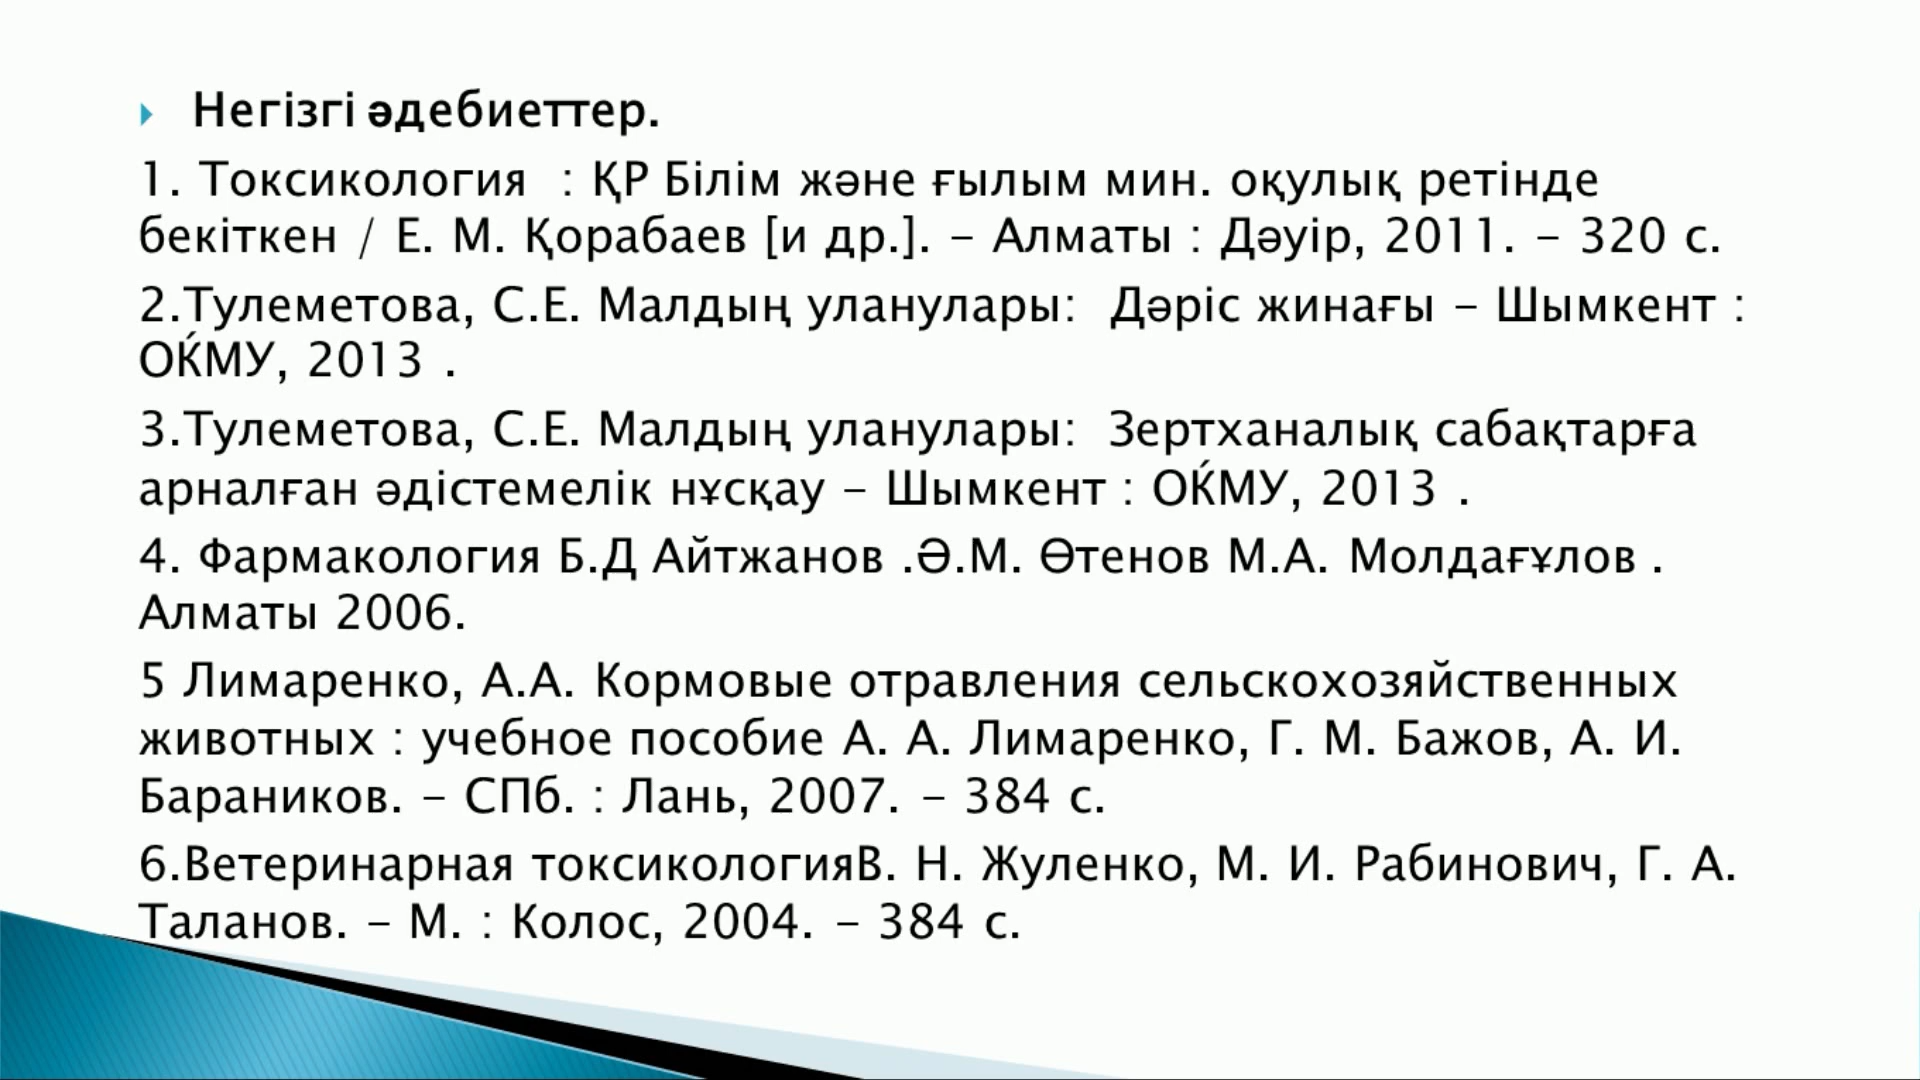 Негізгі әдебиеттер.
1. Токсикология : ҚР Білім және ғылым мин. оқулық ретінде
бекіткен / Е. М. Қорабаев [и др.]. – Алматы : Дәуір, 2011. – 320 с.
2.Тулеметова, С.Е. Малдың уланулары: Дәріс жинағы – Шымкент :
ОЌМУ, 2013 .
3.Тулеметова, С.Е. Малдың уланулары: Зертханалық сабақтарға
арналған әдістемелік нұсқау – Шымкент : ОЌМУ, 2013 .
4. Фармакология Б.Д Айтжанов .Ә.М. Өтенов М.А. Молдағұлов .
Алматы 2006.
5 Лимаренко, А.А. Кормовые отравления сельскохозяйственных
животных : учебное пособие А. А. Лимаренко, Г. М. Бажов, А. И.
Бараников. – СПб. : Лань, 2007. – 384 с.
6.Ветеринарная токсикологияВ. Н. Жуленко, М. И. Рабинович, Г. А.
Таланов. – М. : Колос, 2004. – 384 с.